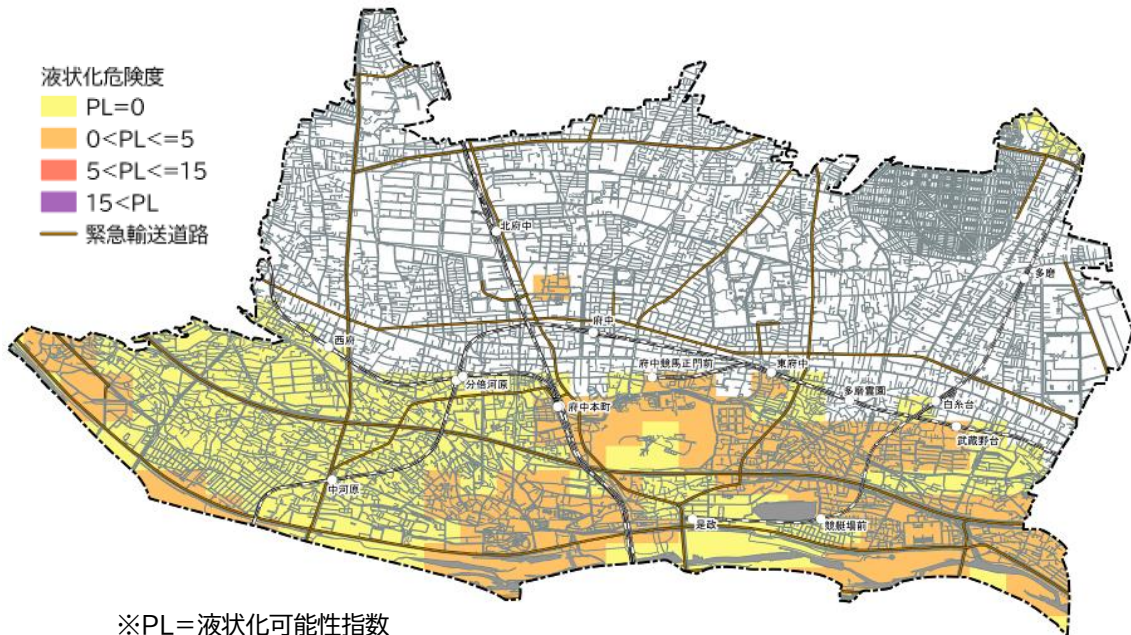 液状化危険度
PL=0
0<PL<=5
5<PL<=15
15<PL
緊急輸送道路
北府中
多磨
府中
西府
府中競馬正門前
東府中
分倍河原
多磨霊園
府中本町
白糸台
武蔵野台
中河原
是政
競艇場前
※PL=液状化可能性指数